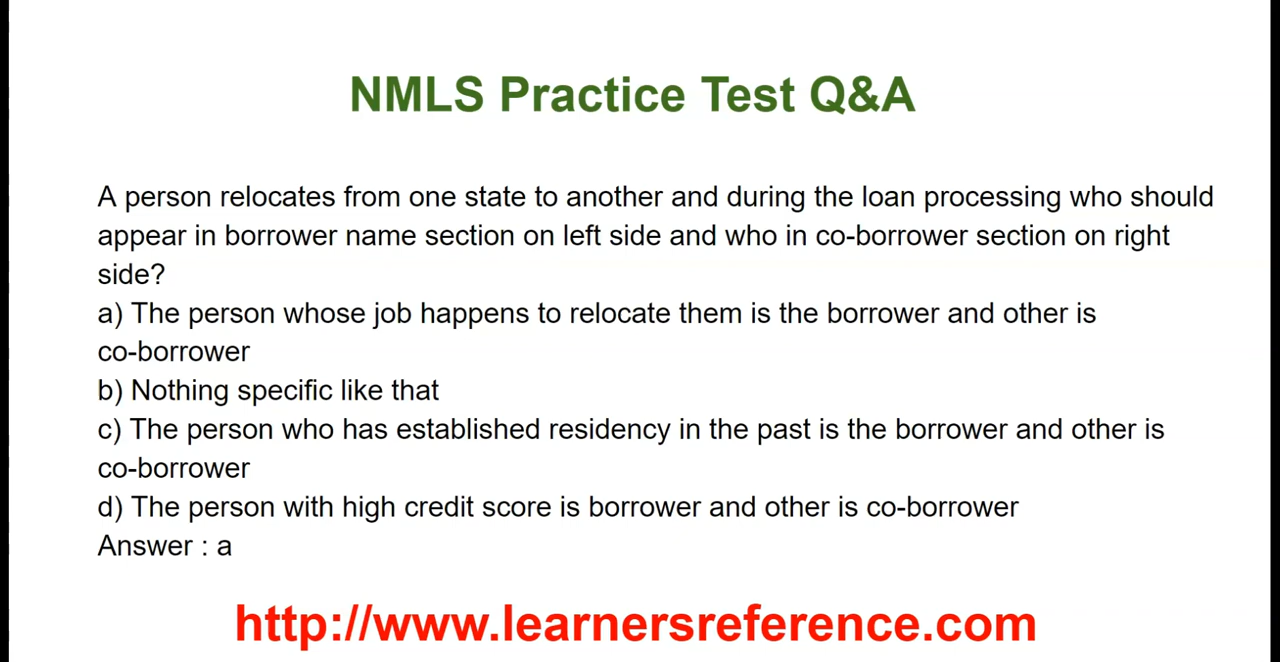 NMLS Practice Test Q&A
A person relocates from one state to another and during the loan processing who should
appear in borrower name section on left side and who in co-borrower section on right
side?
a) The person whose job happens to relocate them is the borrower and other is
co-borrower
b) Nothing specific like that
c) The person who has established residency in the past is the borrower and other is
co-borrower
d) The person with high credit score is borrower and other is co-borrower
Answer : a
http://www.learnersreference.com